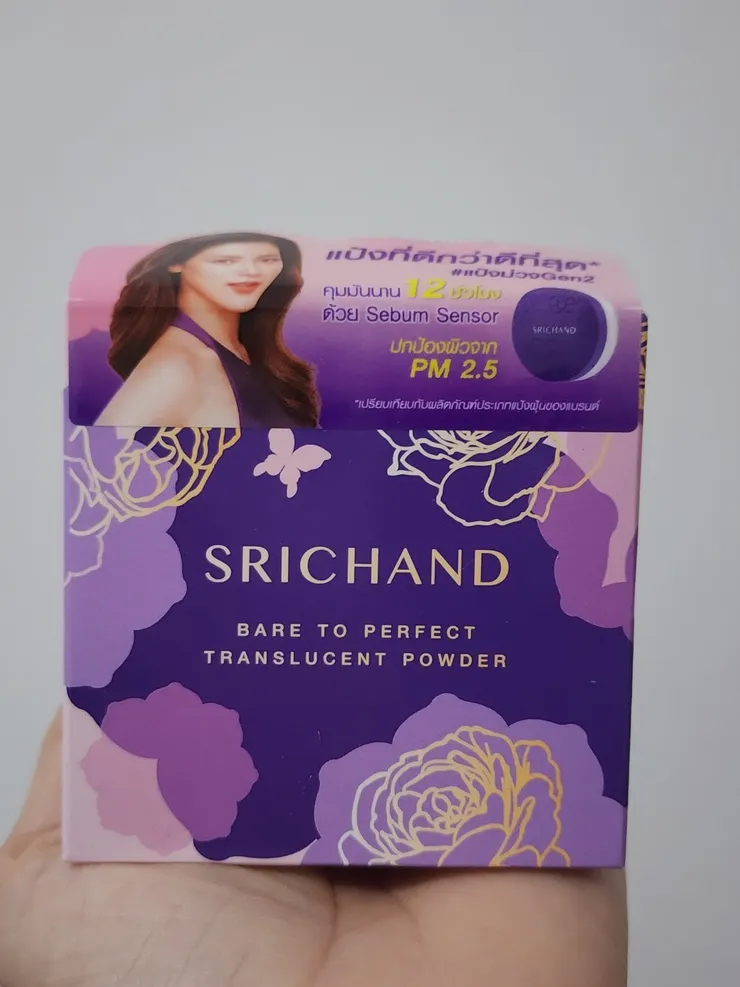 แป้งที่ดีกว่าดีที่สุด*
#แป้งม่วงGen2
คุมมันนาน 12 ชั่วโมง
ด้วย Sebum Sensor
SRICHAND
ปกป้องผิวจาก
PM 2.5
*เปรียบเทียบกับผลิตภัณฑ์ประเภทแป้งฝุ่นของแบรนด์
SRICHAND
BARE TO PERFECT
TRANSLUCENT POWDER